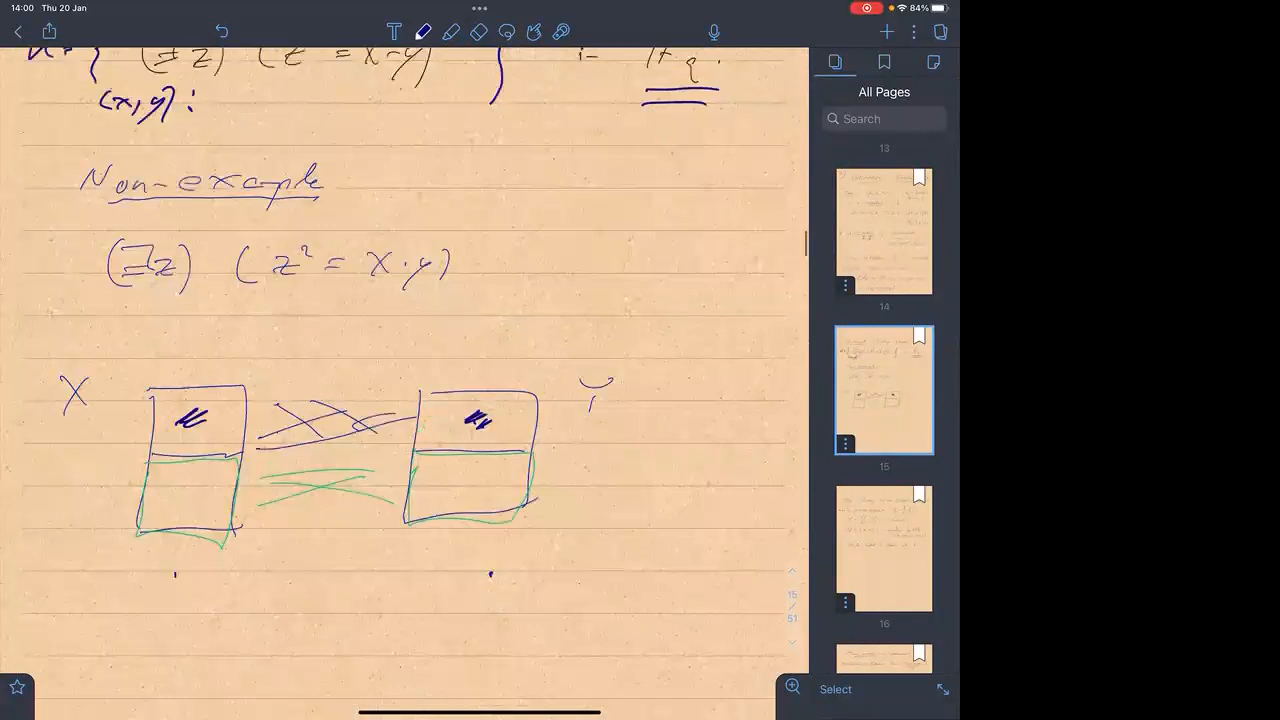 14:00 Thu 20 Jan
84%
(∃z) (z = x-y)
(x,y) :
Non-example
(∃z) (z² = x·y)
X
Y
All Pages
Search
13
14
15
16
15
/
51
Select